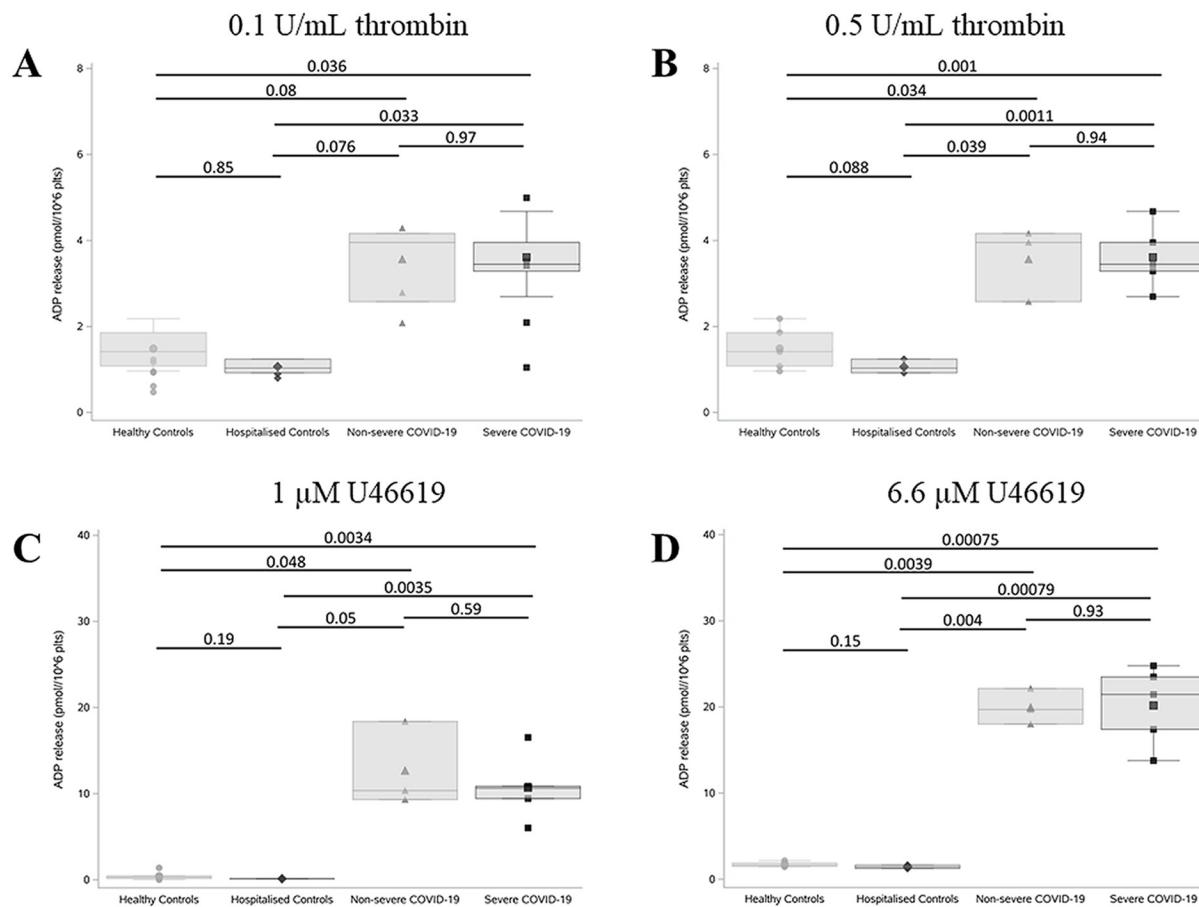 0.1 U/mL thrombin
A
8
6
4
2
0
ADP release (pmol//10^6 plts)
0.036
0.08
0.033
0.97
0.076
0.85
Healthy Controls
Hospitalised Controls
Non-severe COVID-19
Severe COVID-19
0.5 U/mL thrombin
B
8
6
4
2
0
ADP release (pmol//10^6 plts)
0.001
0.034
0.0011
0.94
0.039
0.088
Healthy Controls
Hospitalised Controls
Non-severe COVID-19
Severe COVID-19
1 µM U46619
C
40
30
20
10
0
ADP release (pmol//10^6 plts)
0.0034
0.048
0.0035
0.59
0.05
0.19
Healthy Controls
Hospitalised Controls
Non-severe COVID-19
Severe COVID-19
6.6 µM U46619
D
40
30
20
10
0
ADP release (pmol//10^6 plts)
0.00075
0.0039
0.00079
0.93
0.004
0.15
Healthy Controls
Hospitalised Controls
Non-severe COVID-19
Severe COVID-19